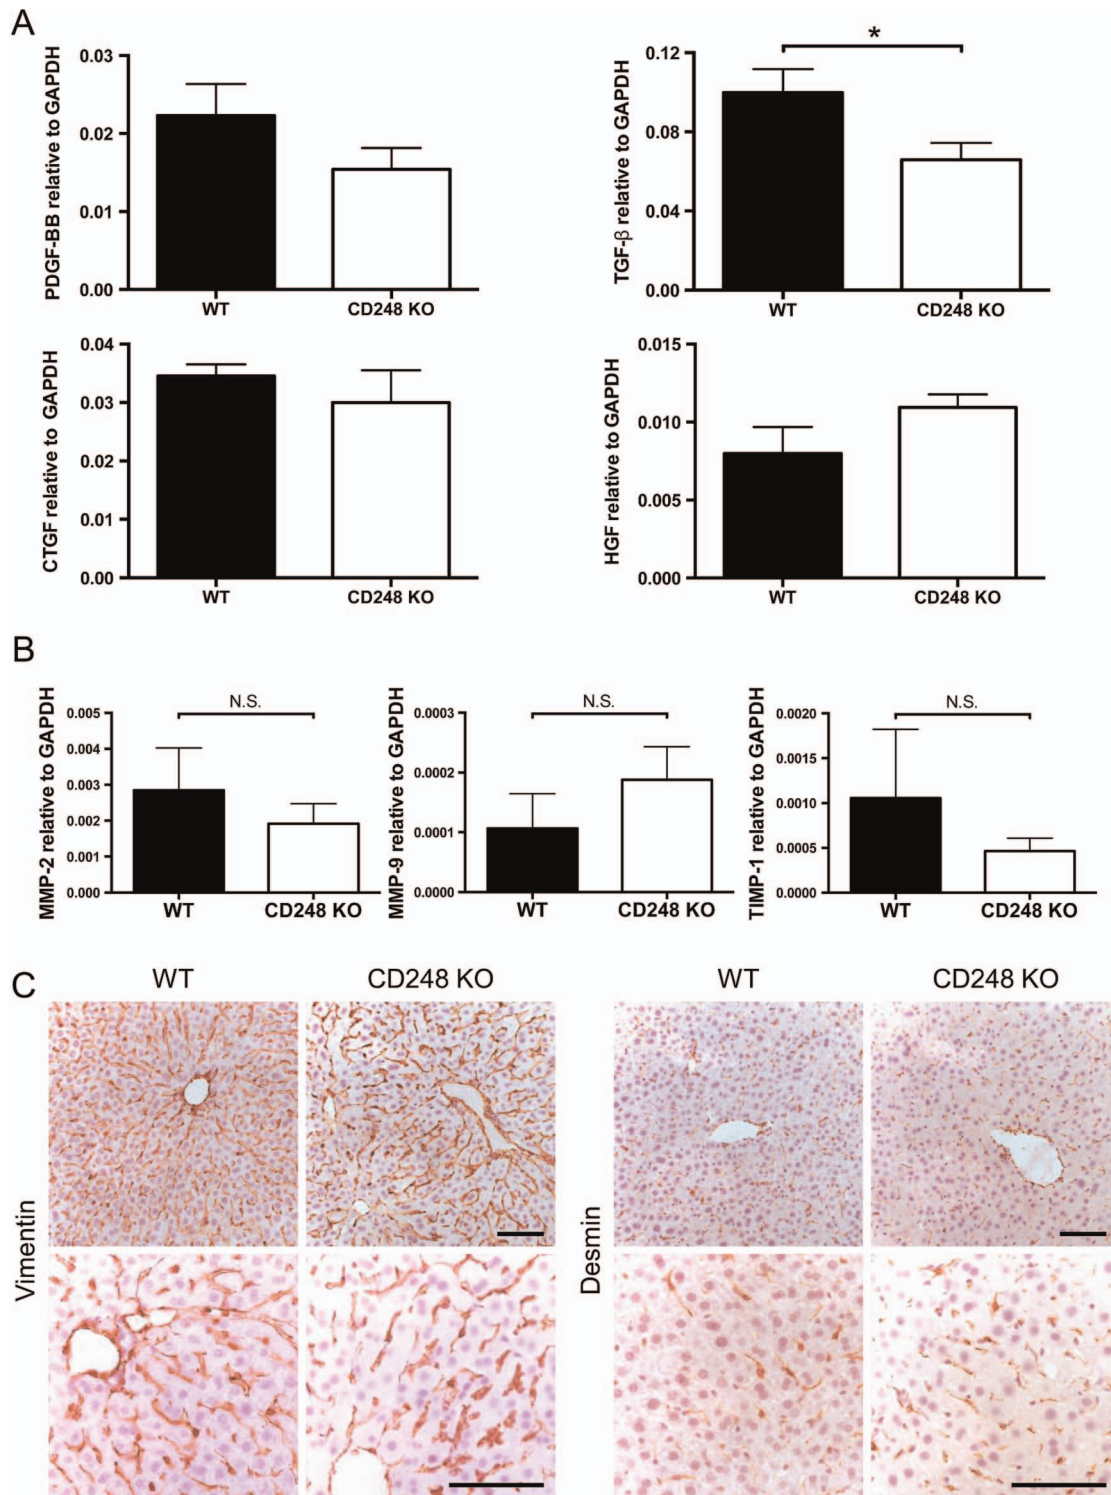 A
PDGF-BB relative to GAPDH
0.03
0.02
0.01
0.00
WT
CD248 KO
TGF-β relative to GAPDH
0.12
0.08
0.04
0.00
*
WT
CD248 KO
CTGF relative to GAPDH
0.04
0.03
0.01
0.00
WT
CD248 KO
HGF relative to GAPDH
0.015
0.010
0.005
0.000
WT
CD248 KO
B
MMP-2 relative to GAPDH
0.005
0.004
0.003
0.002
0.001
0.000
N.S.
WT
CD248 KO
MMP-9 relative to GAPDH
0.0003
0.0002
0.0001
0.0000
N.S.
WT
CD248 KO
TIMP-1 relative to GAPDH
0.0020
0.0015
0.0010
0.0005
0.0000
N.S.
WT
CD248 KO
C
WT
CD248 KO
WT
CD248 KO
Vimentin
Desmin